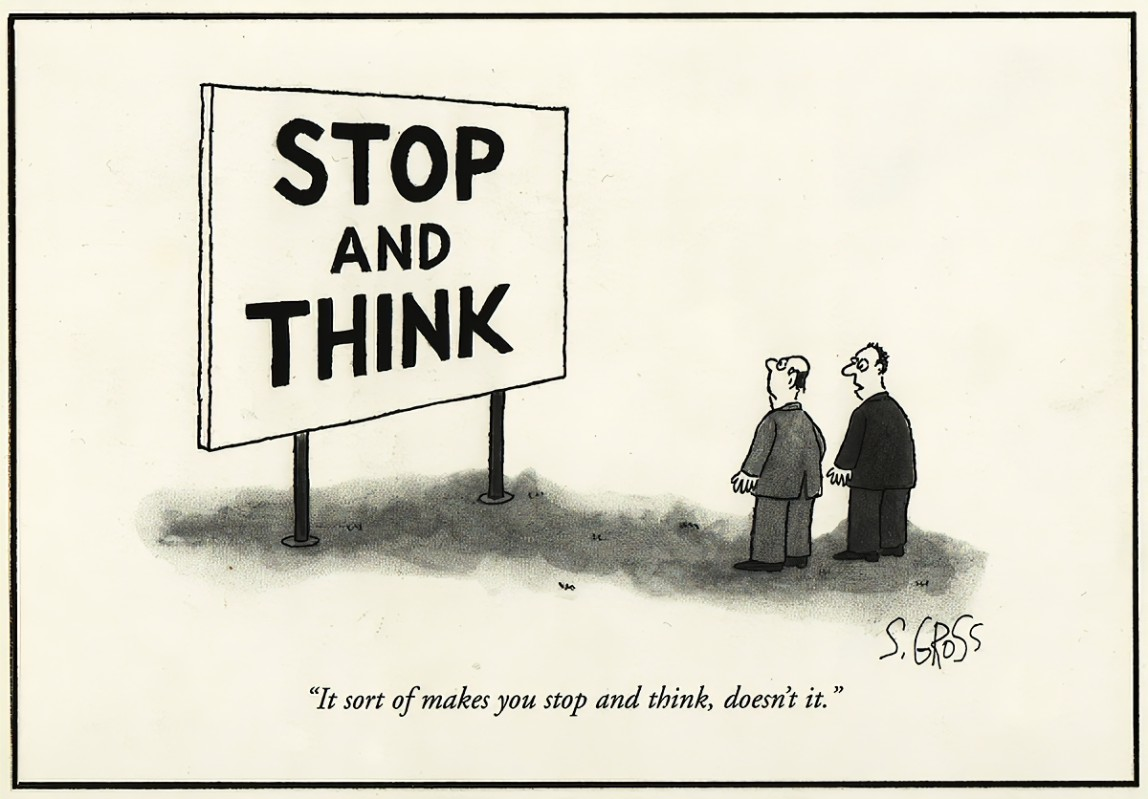 STOP
AND
THINK
S. GROSS
“It sort of makes you stop and think, doesn’t it.”